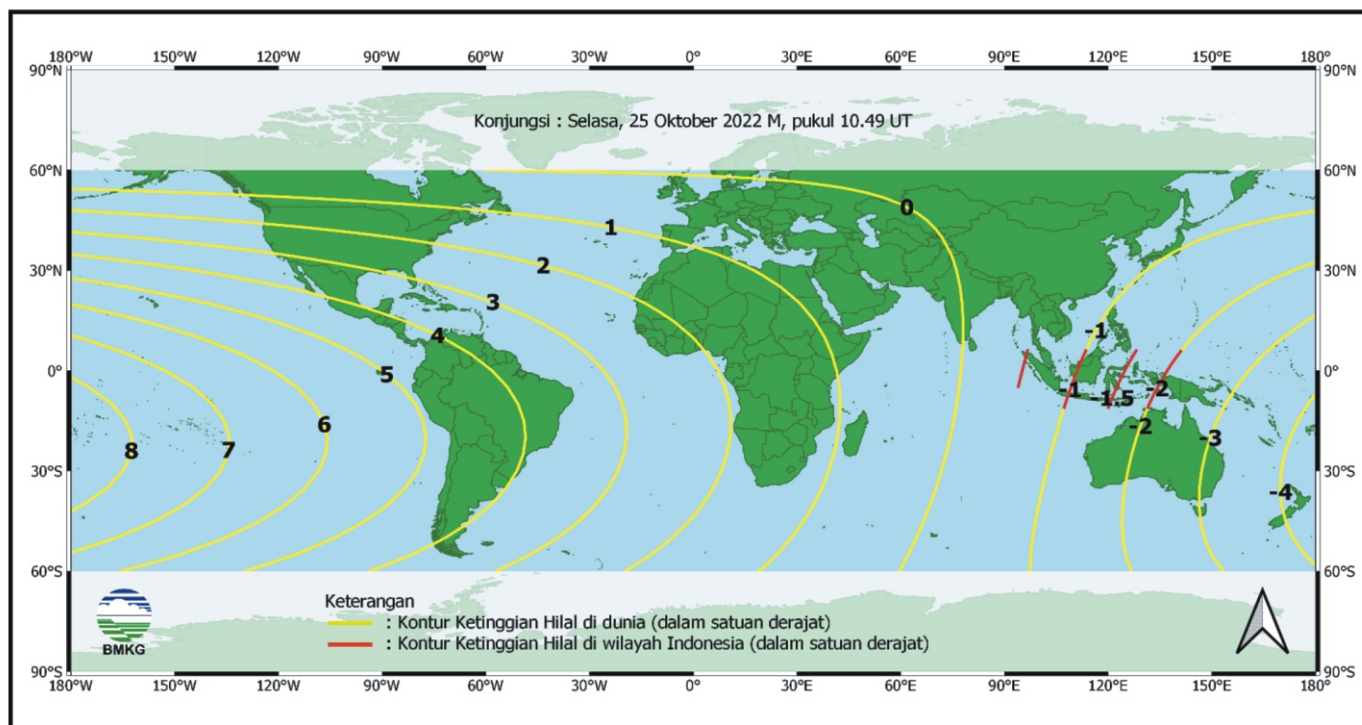 180°W 150°W 120°W 90°W 60°W 30°W 0° 30°E 60°E 90°E 120°E 150°E 180°
90°N 90°N
Konjungsi : Selasa, 25 Oktober 2022 M, pukul 10.49 UT
60°N 60°N
0
1
2
30°N 30°N
3
4 -1
0° 5 0°
-1 -1.5 -2
8 7 6 -2 -3
30°S 30°S
-4
60°S 60°S
Keterangan
: Kontur Ketinggian Hilal di dunia (dalam satuan derajat)
: Kontur Ketinggian Hilal di wilayah Indonesia (dalam satuan derajat)
BMKG
90°S 90°S
180°W 150°W 120°W 90°W 60°W 30°W 0° 30°E 60°E 90°E 120°E 150°E 180°